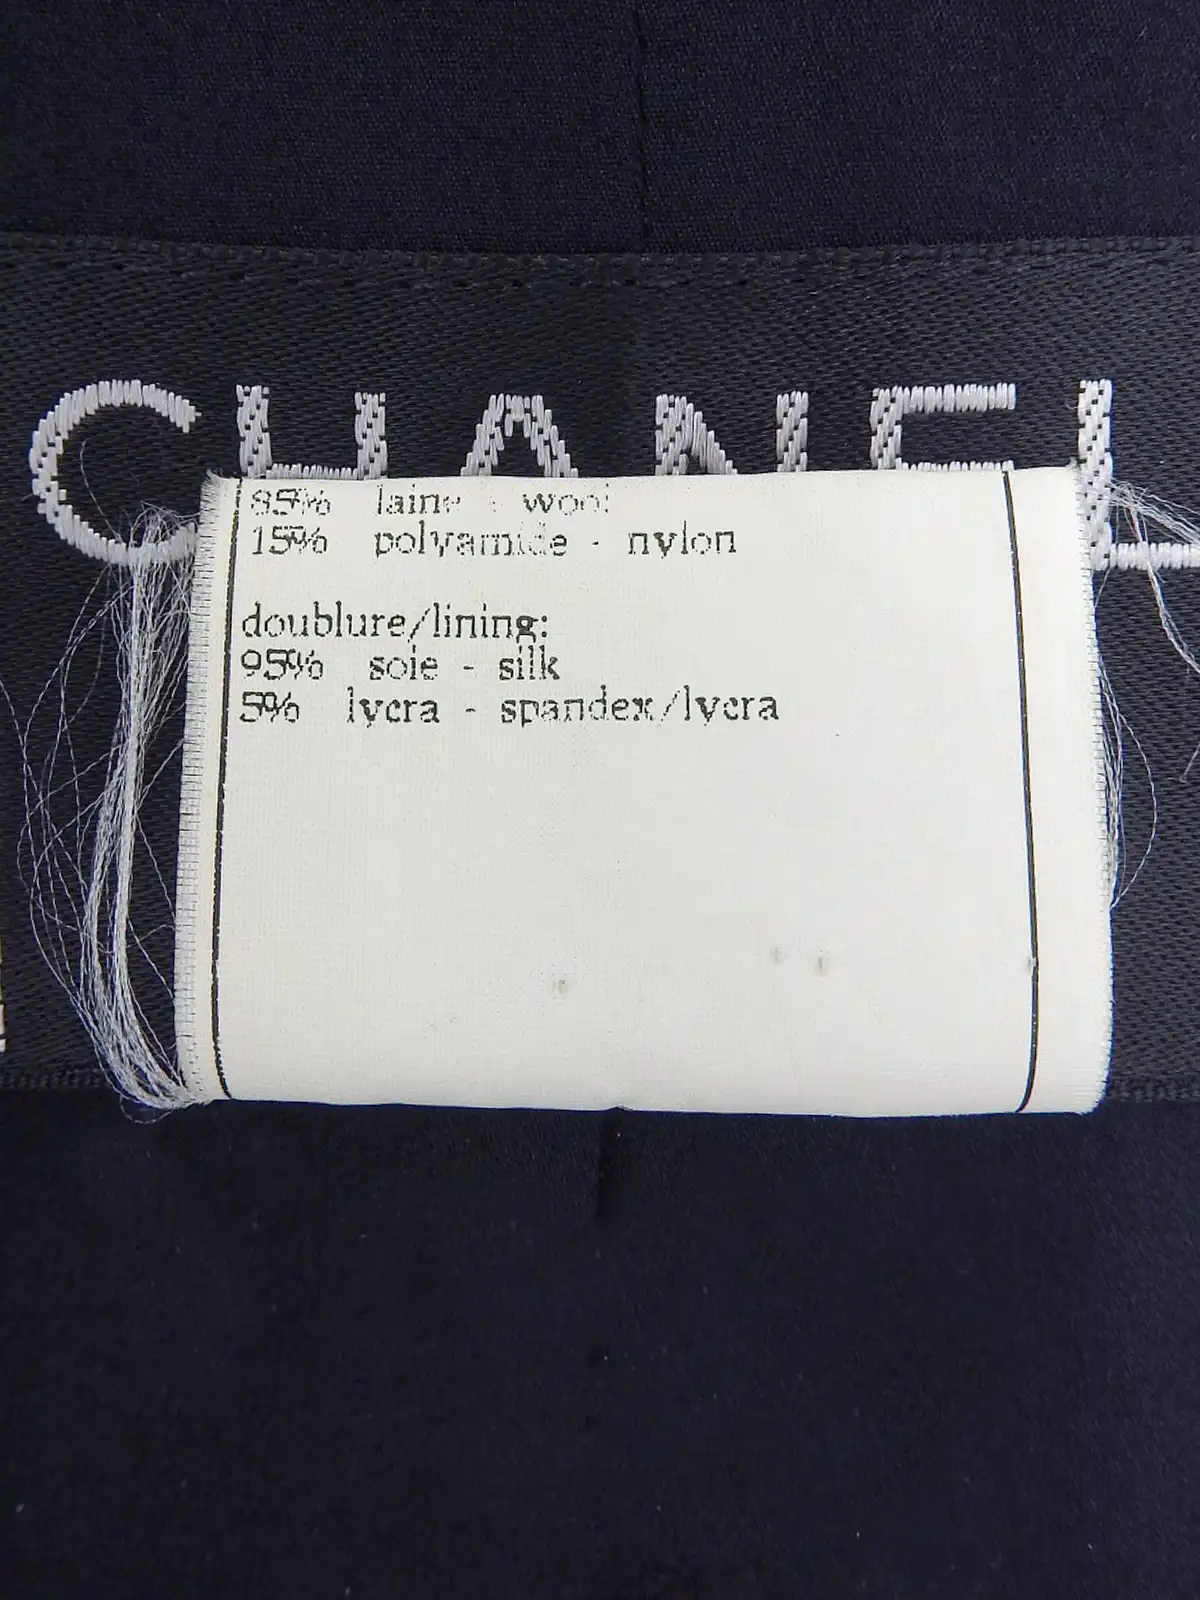 CHANEL
85% laine - wool
15% polyamide - nylon
doublure/lining:
95% soie - silk
5% lycra - spandex/lycra